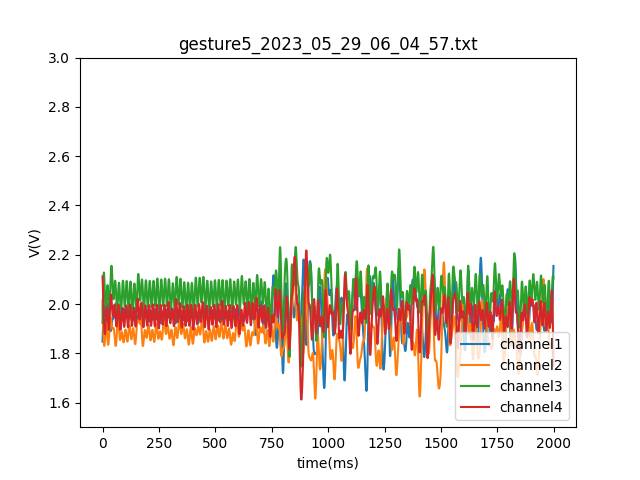 gesture5_2023_05_29_06_04_57.txt
3.0
2.8
2.6
2.4
2.2
2.0
1.8
1.6
V(V)
0 250 500 750 1000 1250 1500 1750 2000
time(ms)
channel1
channel2
channel3
channel4